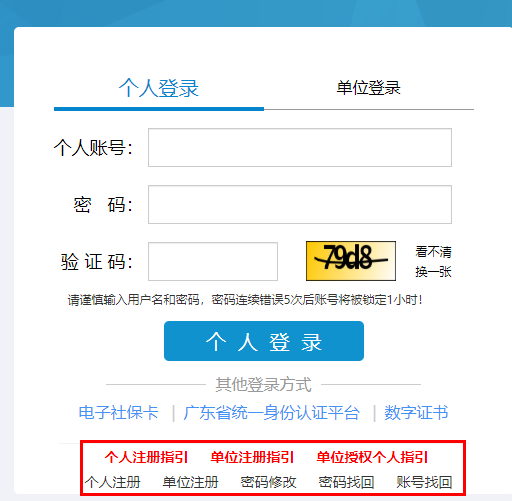 个人登录 单位登录
个人账号：
密 码：
验 证 码： 79d8 看不清
换一张
请谨慎输入用户名和密码，密码连续错误5次后账号将被锁定1小时！
个 人 登 录
其他登录方式
电子社保卡 | 广东省统一身份认证平台 | 数字证书
个人注册指引 单位注册指引 单位授权个人指引
个人注册 单位注册 密码修改 密码找回 账号找回